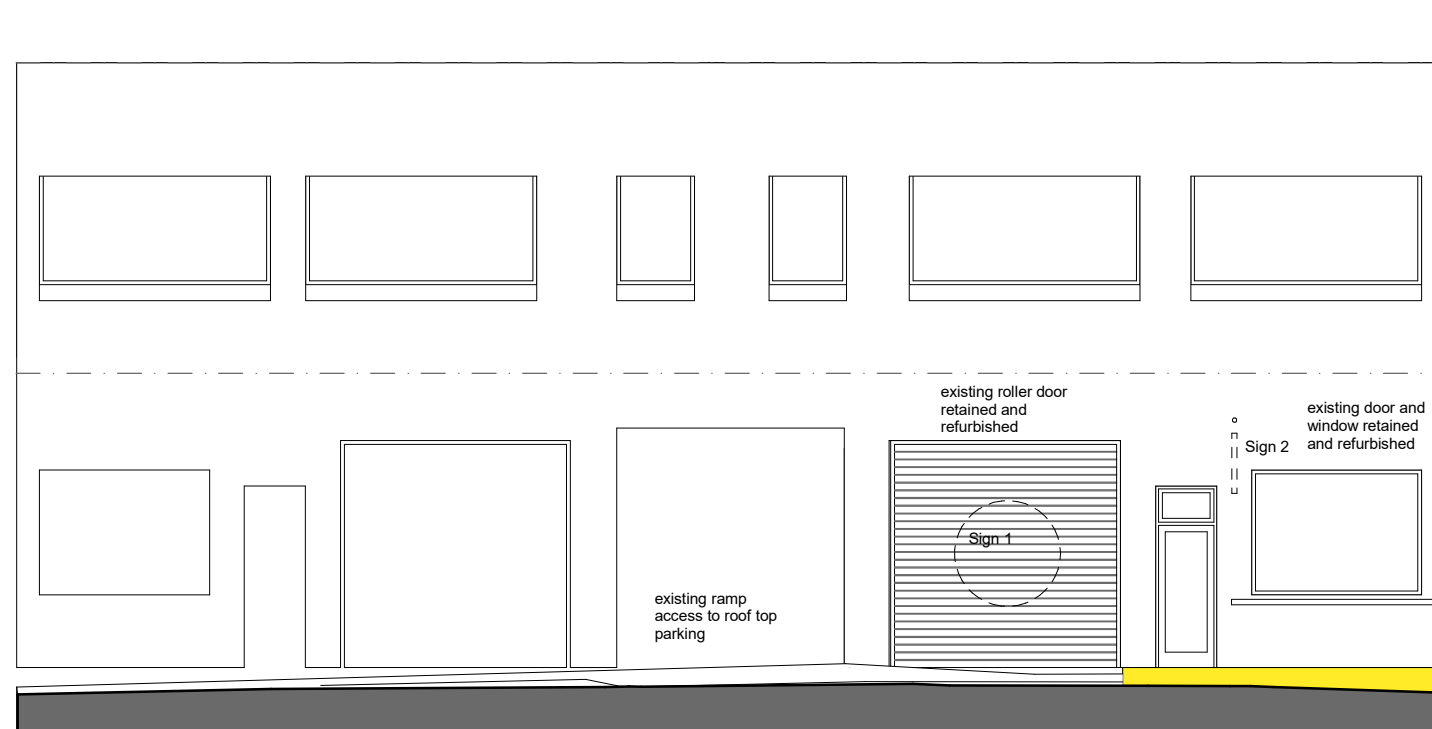 existing roller door
retained and
refurbished
existing door and
window retained
and refurbished
Sign 2
Sign 1
existing ramp
access to roof top
parking